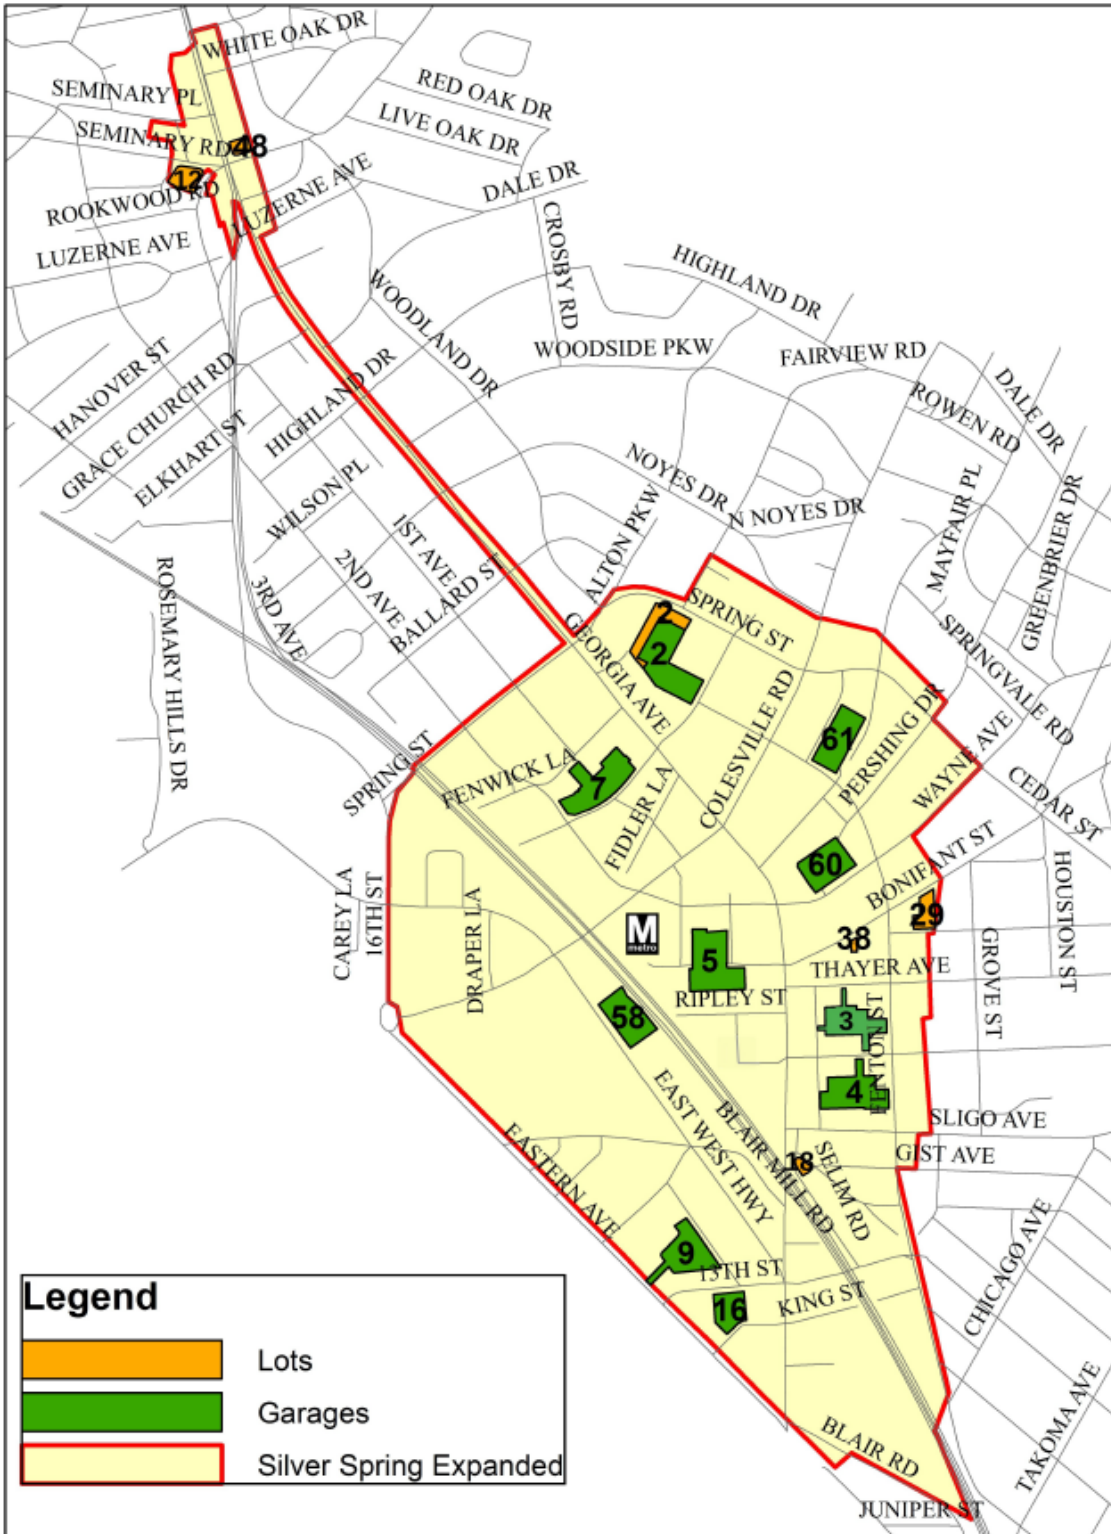 WHITE OAK DR
RED OAK DR
SEMINARY PL
LIVE OAK DR
SEMINARY RD
48
12
DALE DR
ROOKWOOD RD
LUZERNE AVE
LUZERNE AVE
CROSBY RD
HIGHLAND DR
WOODLAND DR
WOODSIDE PKW
FAIRVIEW RD
HANOVER ST
GRACE CHURCH RD
HIGHLAND DR
DALE DR
ROWEN RD
ELKHART ST
WILSON PL
NOYES DR
N NOYES DR
MAYFAIR PL
GREENBRIER DR
1ST AVE
ALTON PKW
2ND AVE
BALLARD ST
3RD AVE
ROSEMARY HILLS DR
SPRING ST
2
2
GEORGIA AVE
SPRINGVALE RD
COLESVILLE RD
PERSHING DR
61
WAYNE AVE
SPRING ST
FENWICK LA
7
FIDLER LA
CEDAR ST
60
BONIFANT ST
HOUSTON ST
CAREY LA
16TH ST
DRAPER LA
M
metro
29
38
GROVE ST
5
THAYER AVE
RIPLEY ST
58
3
FENTON ST
4
EAST WEST HWY
BLAIR MILL RD
SLIGO AVE
EASTERN AVE
18
SELIM RD
GIST AVE
9
13TH ST
CHICAGO AVE
16
KING ST
TAKOMA AVE
BLAIR RD
JUNIPER ST
Legend
Lots
Garages
Silver Spring Expanded